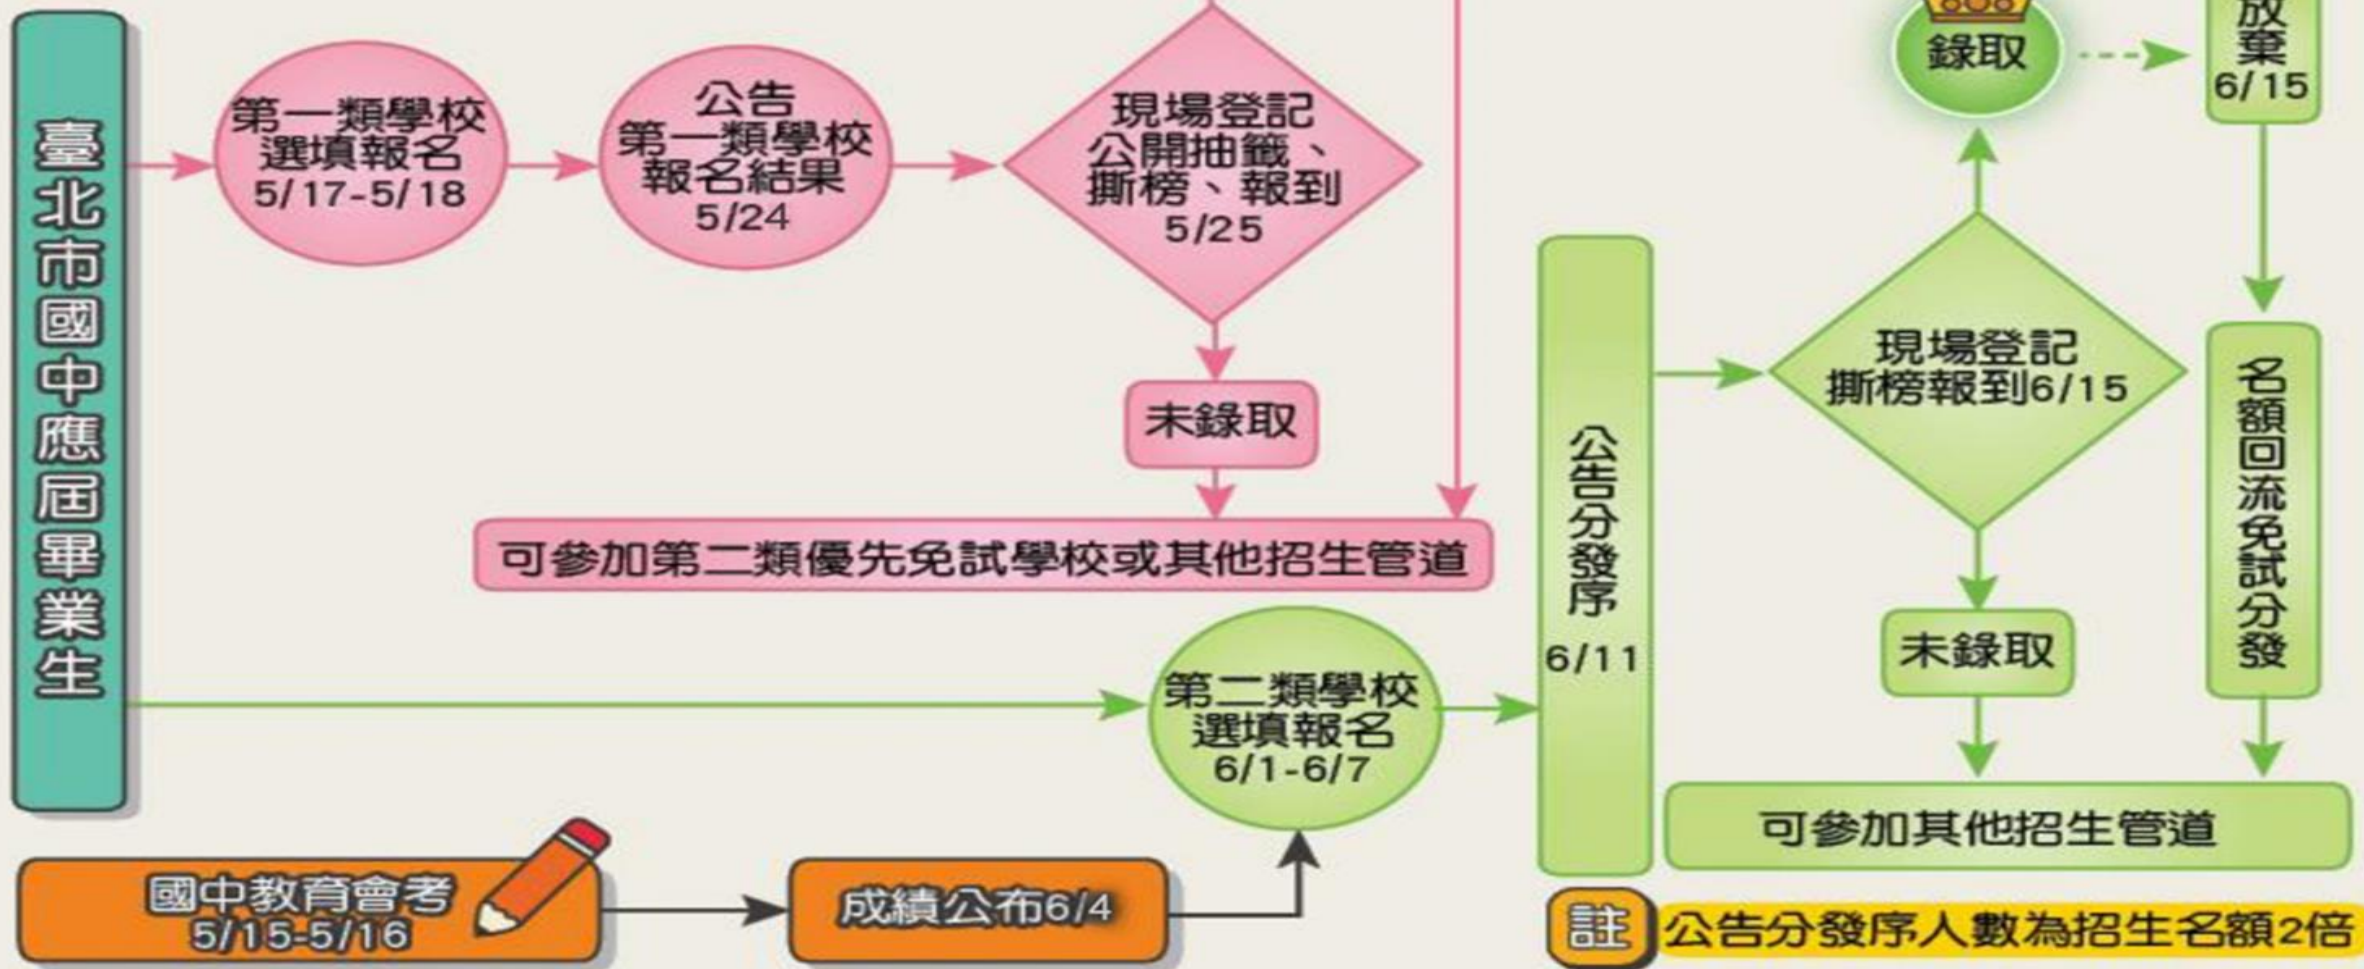 臺北市國中應屆畢業生
第一類學校
選填報名
5/17-5/18
公告
第一類學校
報名結果
5/24
現場登記
公開抽籤、
撕榜、報到
5/25
未錄取
可參加第二類優先免試學校或其他招生管道
第二類學校
選填報名
6/1-6/7
國中教育會考
5/15-5/16
成績公布6/4
公告分發序
6/11
現場登記
撕榜報到6/15
錄取
放棄
6/15
名額回流免試分發
未錄取
可參加其他招生管道
註 公告分發序人數為招生名額2倍